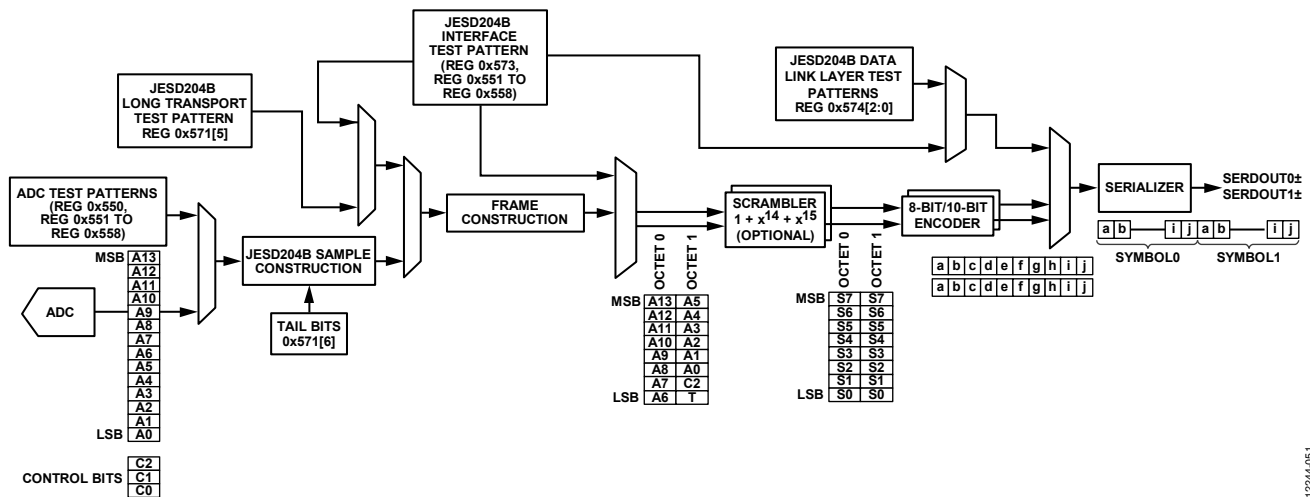 JESD204B
INTERFACE
TEST PATTERN
(REG 0x573,
REG 0x551 TO
REG 0x558)
JESD204B DATA
LINK LAYER TEST
PATTERNS
REG 0x574[2:0]
JESD204B
LONG TRANSPORT
TEST PATTERN
REG 0x571[5]
ADC TEST PATTERNS
(REG 0x550,
REG 0x551 TO
REG 0x558)
FRAME
CONSTRUCTION
SCRAMBLER
1 + x14 + x15
(OPTIONAL)
8-BIT/10-BIT
ENCODER
SERIALIZER
SERDOUT0±
SERDOUT1±
a b i j a b i j
SYMBOL0 SYMBOL1
JESD204B SAMPLE
CONSTRUCTION
TAIL BITS
0x571[6]
ADC
MSB A13
A12
A11
A10
A9
A8
A7
A6
A5
A4
A3
A2
A1
LSB A0
C2
CONTROL BITS C1
C0
OCTET 0 OCTET 1
MSB A13 A5
A12 A4
A11 A3
A10 A2
A9 A1
A8 A0
A7 C2
LSB A6 T
OCTET 0 OCTET 1
MSB S7 S7
S6 S6
S5 S5
S4 S4
S3 S3
S2 S2
S1 S1
LSB S0 S0
a b c d e f g h i j
a b c d e f g h i j
12244-051